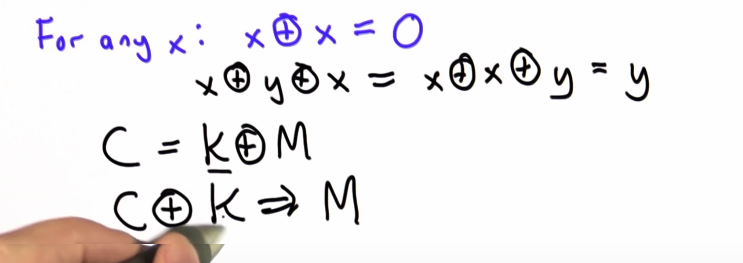 For any x: x ⊕ x = 0
x ⊕ y ⊕ x = x ⊕ x ⊕ y = y
C = k ⊕ M
C ⊕ k ⇒ M